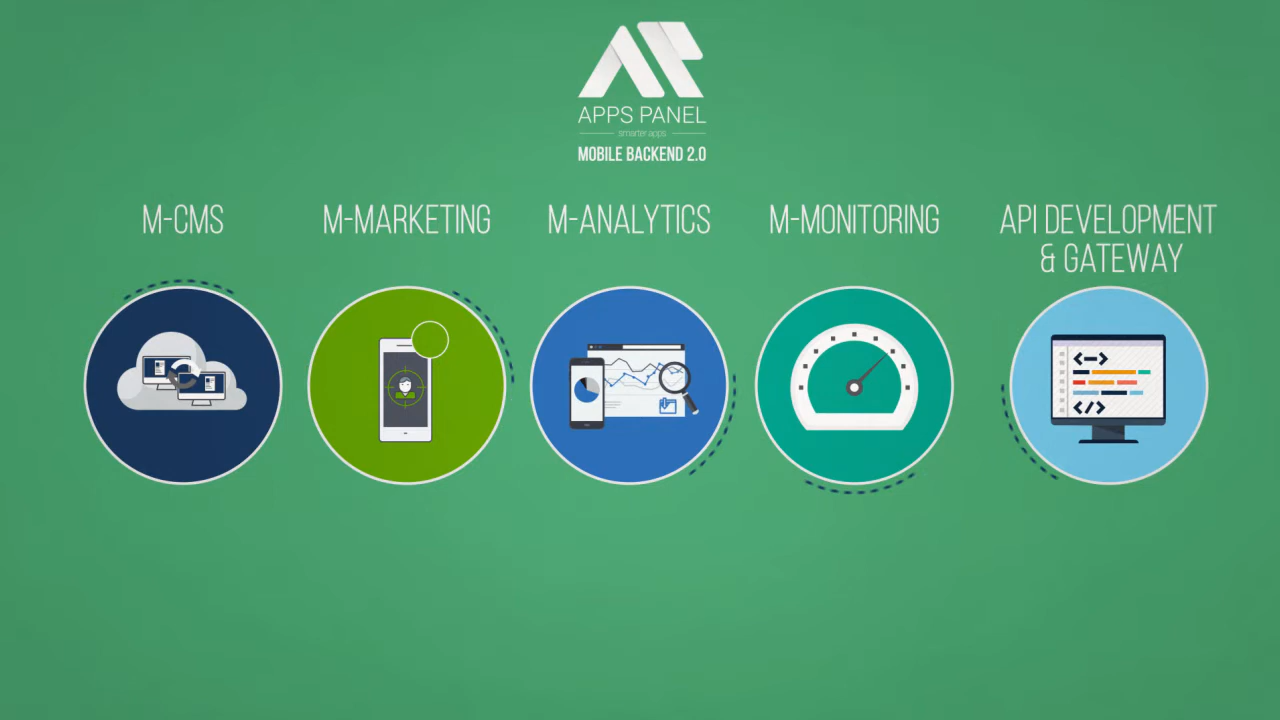 APPS PANEL
smarter apps
MOBILE BACKEND 2.0
M-CMS
M-MARKETING
M-ANALYTICS
M-MONITORING
API DEVELOPMENT
& GATEWAY